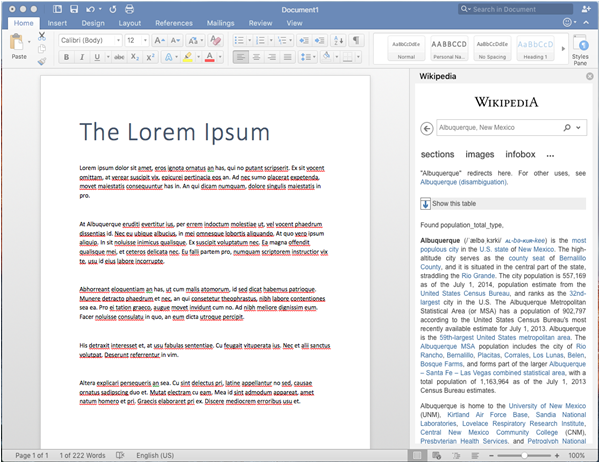 Document1
Search in Document
Home Insert Design Layout References Mailings Review View
Paste
Calibri (Body) 12
Normal
Personal Na...
No Spacing
Heading 1
Styles Pane
The Lorem Ipsum
Lorem ipsum dolor sit amet, eros ignota ornatus an has, qui no putant scripserit. Ex sit vocent
omittam, at verear suscipit vix, epicurei pertinacia eos an. Ad nec sumo placerat expetenda,
movet maiestatis consequuntur has in. An qui dicam numquam, dolore singulis maiestatis in
pro.
At Albucerque eruditi evertitur ius, per errem indoctum molestiae ut, vel vocent phaedrum
dissentias id. Nec eu ubique albucius, in mei omnesque lobortis aliquando. At quo vero ipsum
aliquip. In sit noluisse inimicus qualisque. Ex suscipit voluptatum nec. Ea magna offendit
qualisque mei, et ceteros delicata nec. Eu falli partem pro, numquam scriptorem instructior vix
te, usu id eius labore incorrupte.
Abhorreant eloquentiam an has, ut cum malis atomorum, id sed dicat habemus patrioque.
Munere detracto phaedrum et nec, an qui consetetur theophrastus, nibh labore contentiones
sea ea. Pro ei tation graeco, augue movet invidunt cum no. Ad nibh meliore dignissim eum.
Facer noluisse consulatu in quo, an eum dicta utroque percipit.
His detraxit interesset et, at usu fabulas sententiae. Cu feugait vituperata ius. Nec et alii sanctus
volutpat. Deserunt referrentur in vim.
Altera explicari persequeris an sea. Cu sint delectus pri, latine appellantur no sed, causae
ornatus sadipscing duo et. Mutat electram cu eam. Mea id sint admodum appareat, amet
natum homero et pri. Graecis elaboraret pri ex. Discere mediocrem erroribus usu et.
Wikipedia
WIKIPEDIA
Albuquerque, New Mexico
sections images infobox ...
"Albuquerque" redirects here. For other uses, see
Albuquerque (disambiguation).
Show this table
Found population_total_type,
Albuquerque (/ˈælbəkɜrki/ AL-bə-kur-kee) is the most
populous city in the U.S. state of New Mexico. The high-
altitude city serves as the county seat of Bernalillo
County, and it is situated in the central part of the state,
straddling the Rio Grande. The city population is 557,169
as of the July 1, 2014, population estimate from the
United States Census Bureau, and ranks as the 32nd-
largest city in the U.S. The Albuquerque Metropolitan
Statistical Area (or MSA) has a population of 902,797
according to the United States Census Bureau's most
recently available estimate for July 1, 2013. Albuquerque
is the 59th-largest United States metropolitan area. The
Albuquerque MSA population includes the city of Rio
Rancho, Bernalillo, Placitas, Corrales, Los Lunas, Belen,
Bosque Farms, and forms part of the larger Albuquerque
– Santa Fe – Las Vegas combined statistical area, with a
total population of 1,163,964 as of the July 1, 2013
Census Bureau estimates.
Albuquerque is home to the University of New Mexico
(UNM), Kirtland Air Force Base, Sandia National
Laboratories, Lovelace Respiratory Research Institute,
Central New Mexico Community College (CNM),
Presbyterian Health Services, and Petroglyph National
Page 1 of 1 1 of 222 Words English (US) 100%